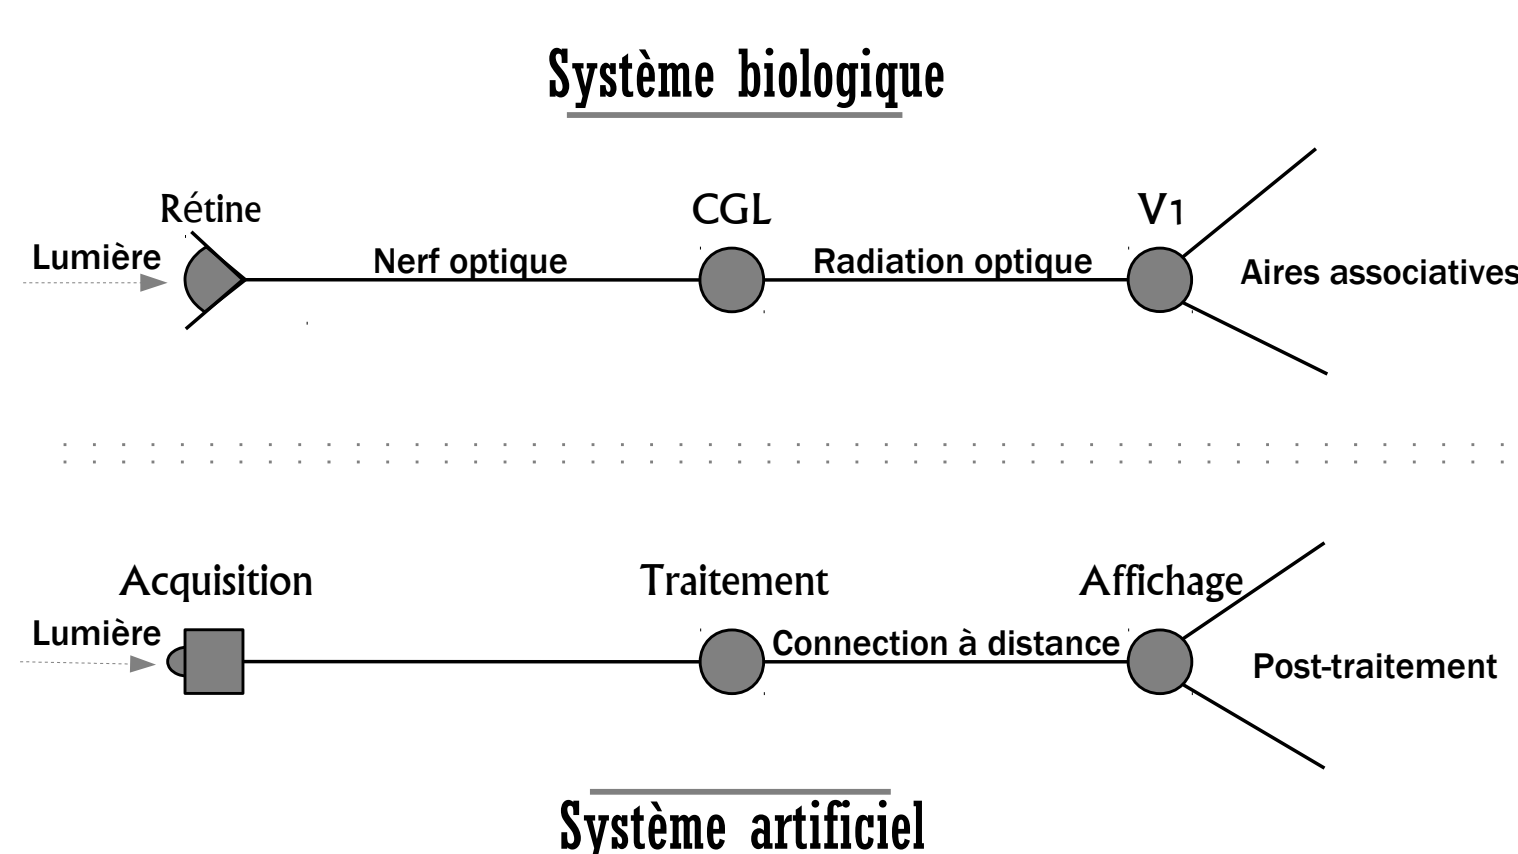 Système biologique
Rétine
CGL
V1
Lumière
Nerf optique
Radiation optique
Aires associatives
Acquisition
Traitement
Affichage
Lumière
Connection à distance
Post-traitement
Système artificiel